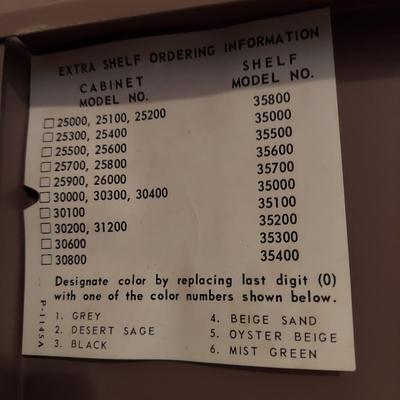 EXTRA SHELF ORDERING INFORMATION
CABINET SHELF
MODEL NO. MODEL NO.
☐ 25000, 25100, 25200 35800
☐ 25300, 25400 35000
☐ 25500, 25600 35500
☐ 25700, 25800 35600
☐ 25900, 26000 35700
☐ 30000, 30300, 30400 35000
☐ 30100 35100
☐ 30200, 31200 35200
☐ 30600 35300
☐ 30800 35400
Designate color by replacing last digit (0)
with one of the color numbers shown below.
1. GREY 4. BEIGE SAND
2. DESERT SAGE 5. OYSTER BEIGE
3. BLACK 6. MIST GREEN
P-1145A